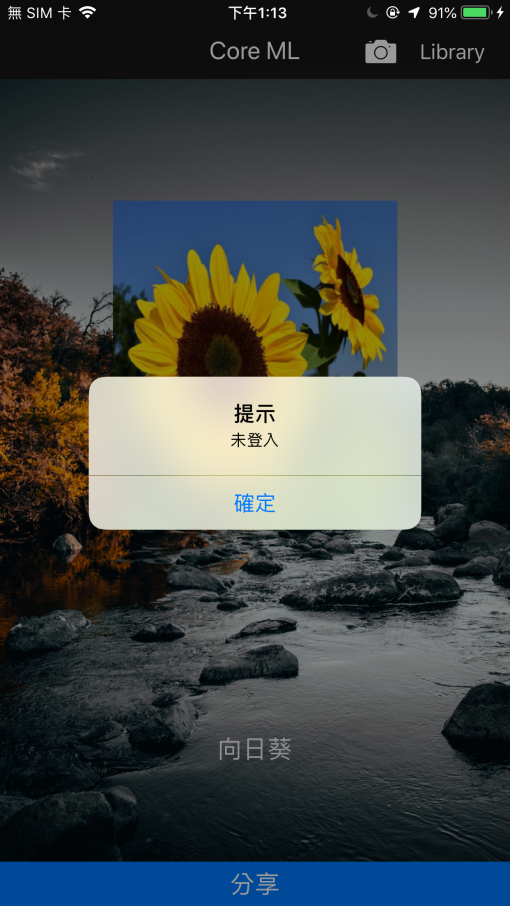 無 SIM 卡 下午1:13 91%
Core ML Library
提示
未登入
確定
向日葵
分享